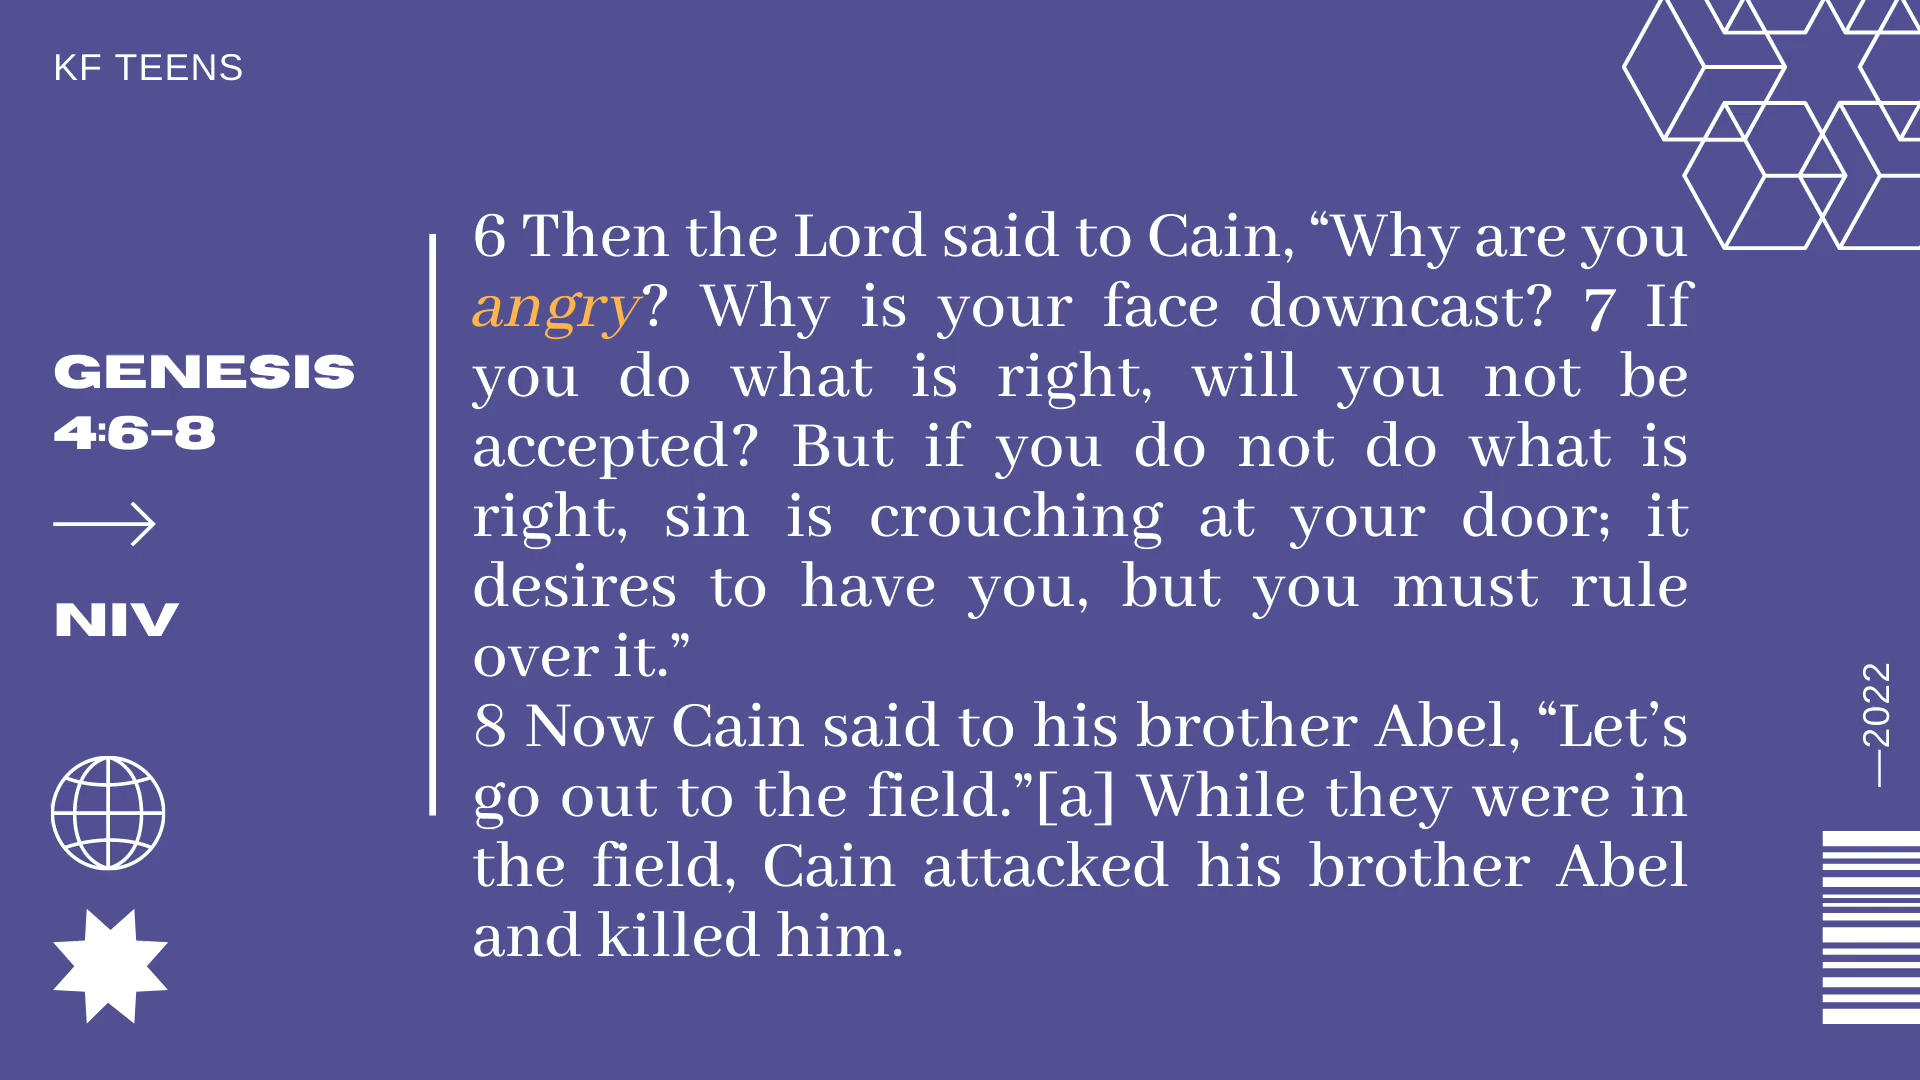 KF TEENS
GENESIS
4:6-8
NIV
6 Then the Lord said to Cain, “Why are you
angry? Why is your face downcast? 7 If
you do what is right, will you not be
accepted? But if you do not do what is
right, sin is crouching at your door; it
desires to have you, but you must rule
over it.”
8 Now Cain said to his brother Abel, “Let’s
go out to the field.”[a] While they were in
the field, Cain attacked his brother Abel
and killed him.
—2022